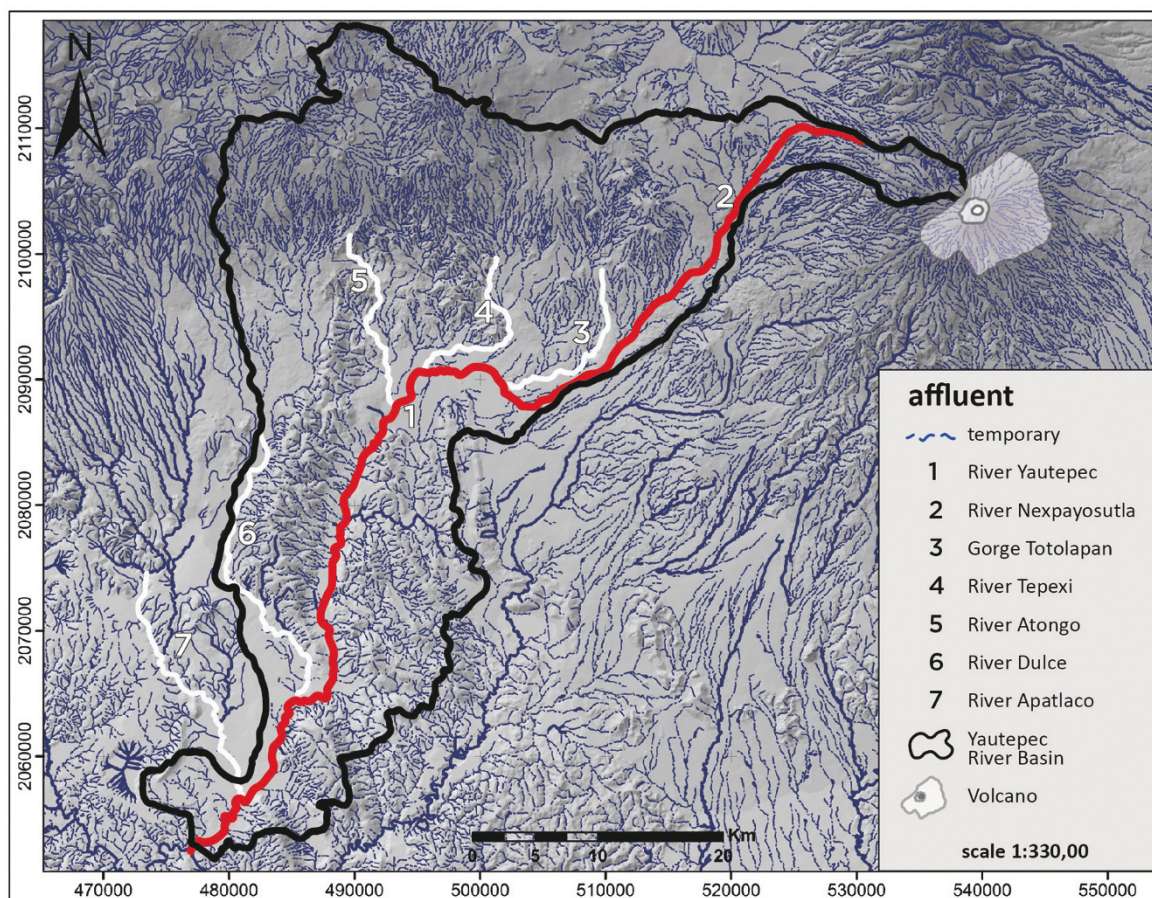 N
2110000
2100000
2090000
2080000
2070000
2060000
2
5
4
3
1
6
7
affluent
temporary
1 River Yautepec
2 River Nexpayosutla
3 Gorge Totolapan
4 River Tepexi
5 River Atongo
6 River Dulce
7 River Apatlaco
Yautepec
River Basin
Volcano
scale 1:330,00
Km
0 5 10 20
470000 480000 490000 500000 510000 520000 530000 540000 550000